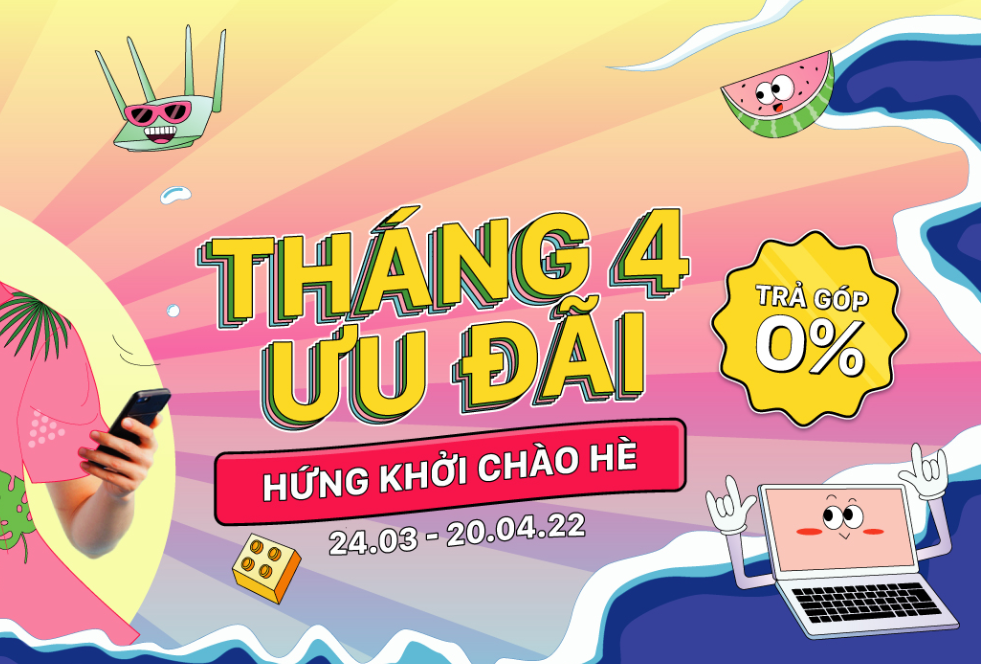 THÁNG 4
ƯU ĐÃI
TRẢ GÓP
0%
HỨNG KHỞI CHÀO HÈ
24.03 - 20.04.22